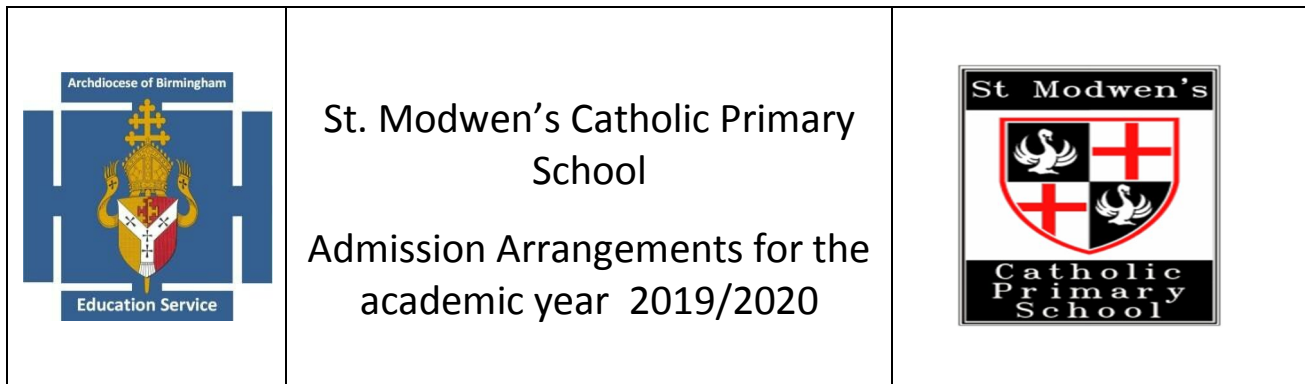 Archdiocese of Birmingham
Education Service
St. Modwen's Catholic Primary
School
Admission Arrangements for the
academic year 2019/2020
St Modwen's
Catholic
Primary
School